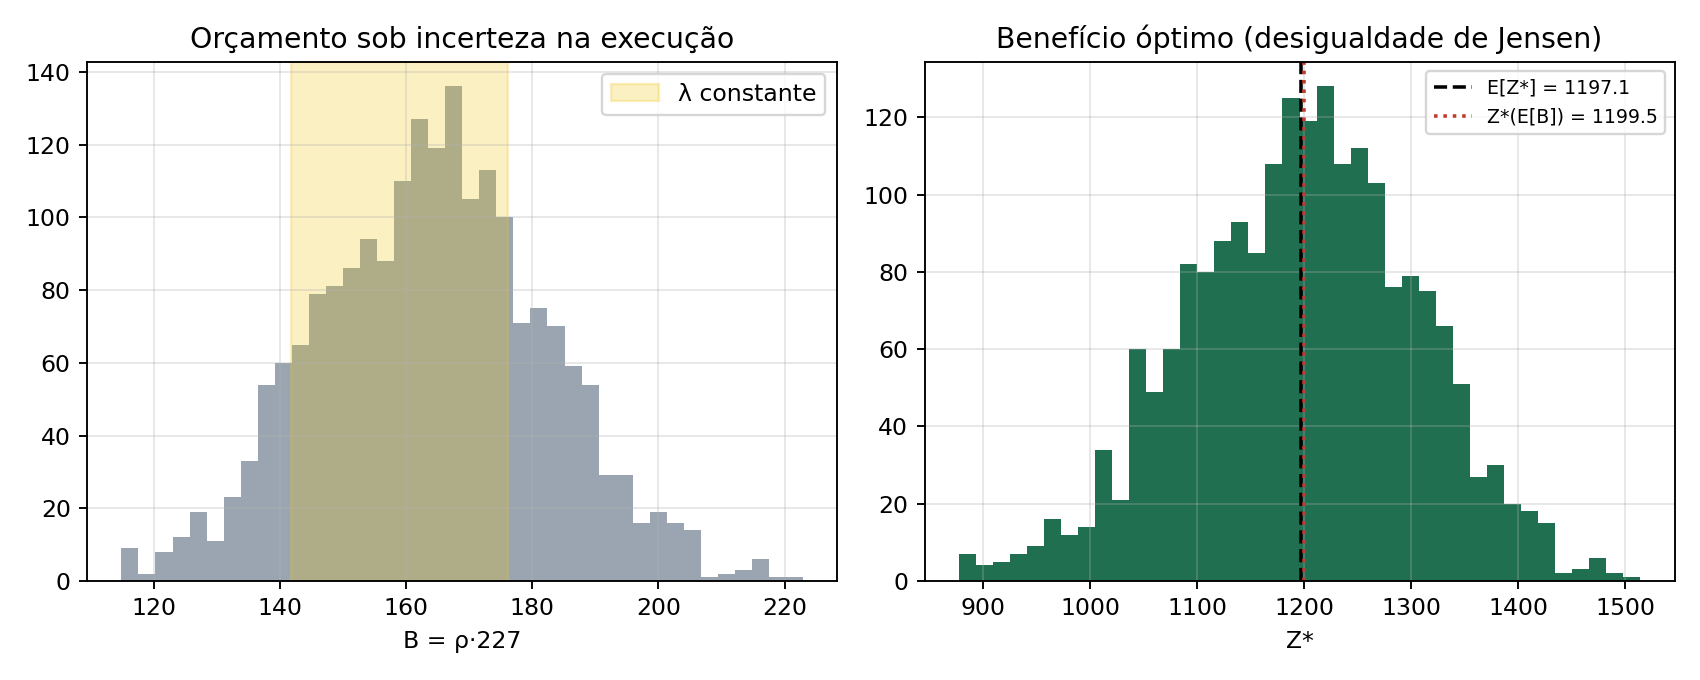 Orçamento sob incerteza na execução
140
120
100
80
60
40
20
0
120 140 160 180 200 220
B = ρ·227
λ constante
Benefício óptimo (desigualdade de Jensen)
120
100
80
60
40
20
0
900 1000 1100 1200 1300 1400 1500
Z*
E[Z*] = 1197.1
Z*(E[B]) = 1199.5